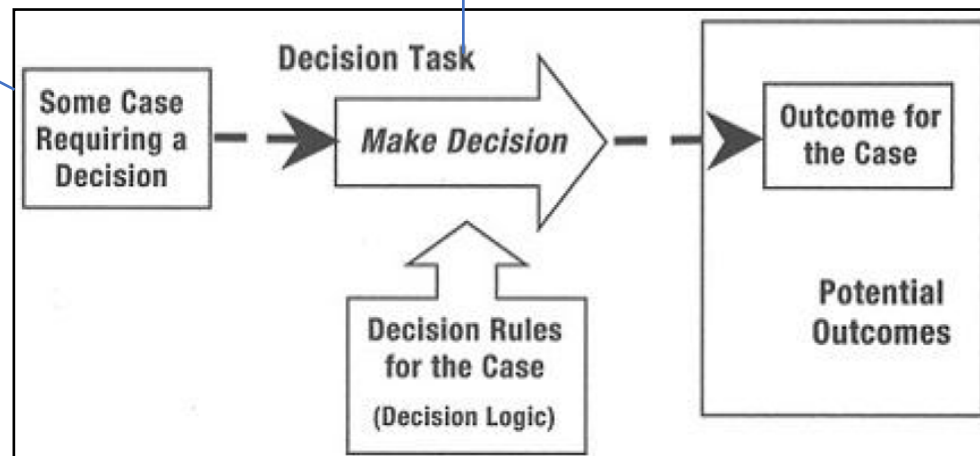 Decision Task
Some Case
Requiring a
Decision
Make Decision
Outcome for
the Case
Decision Rules
for the Case
(Decision Logic)
Potential
Outcomes